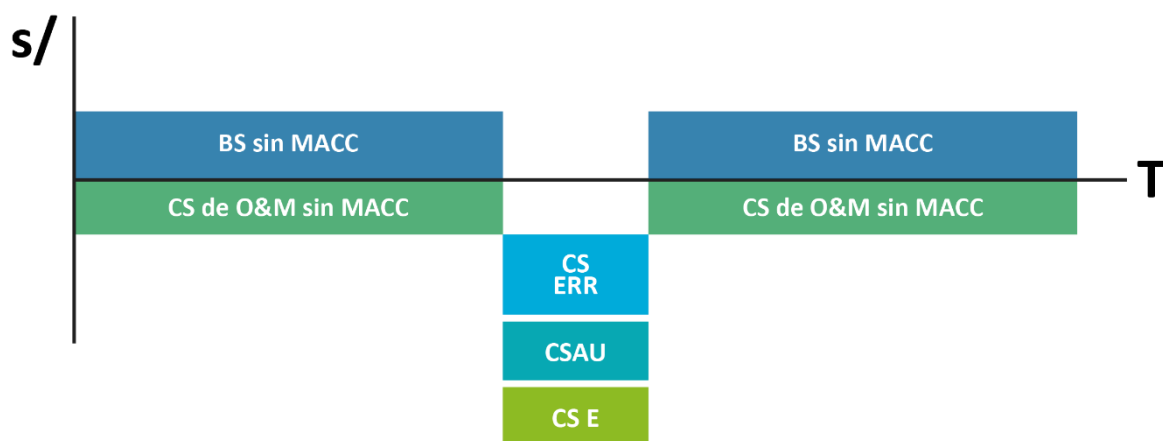 s/
BS sin MACC
BS sin MACC
T
CS de O&M sin MACC
CS de O&M sin MACC
CS
ERR
CSAU
CS E